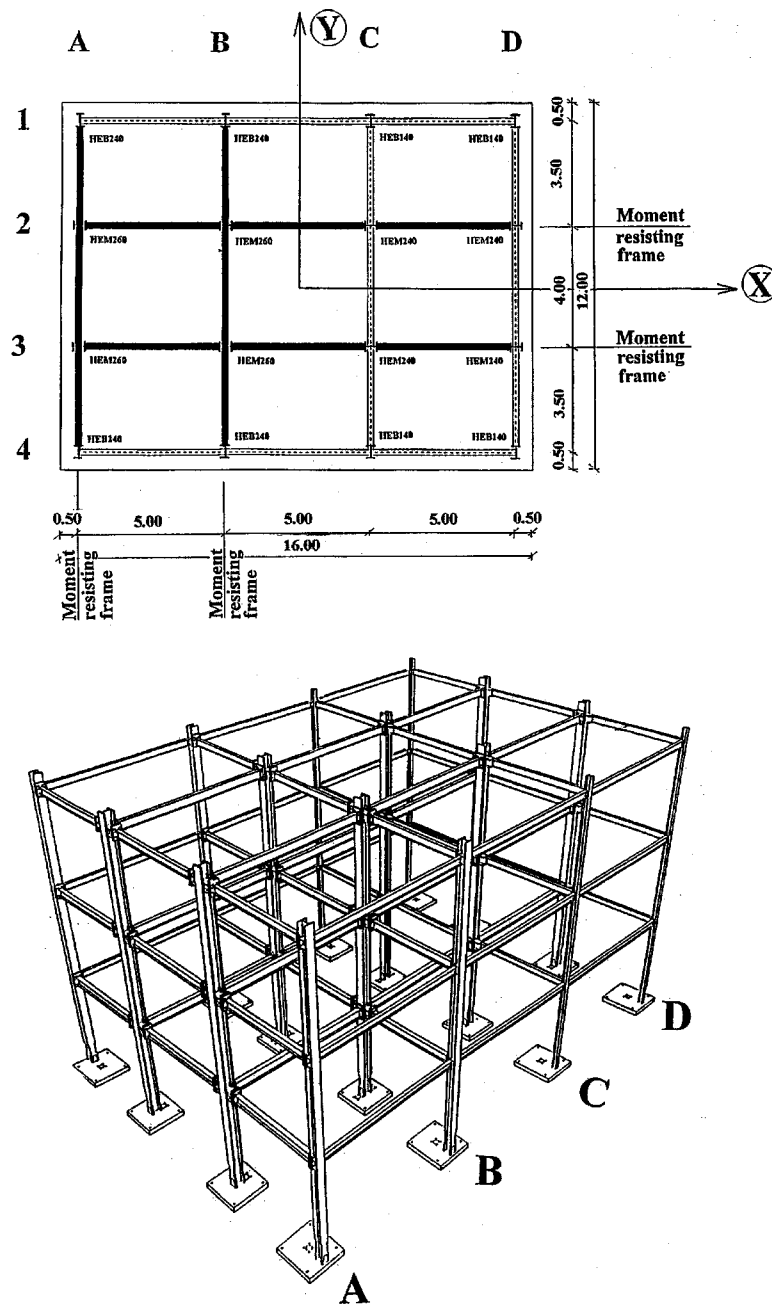 A B C D
Y
1
HEB240 HEB240 HEB140 HEB140
0.50
3.50
2
HEM260 HEM260 HEM240 HEM240
Moment
resisting
frame
4.00
12.00
X
3
HEM260 HEM260 HEM240 HEM240
Moment
resisting
frame
3.50
4
HEB240 HEB240 HEB140 HEB140
0.50
0.50 5.00 5.00 5.00 0.50
16.00
Moment
resisting
frame
Moment
resisting
frame
D
C
B
A